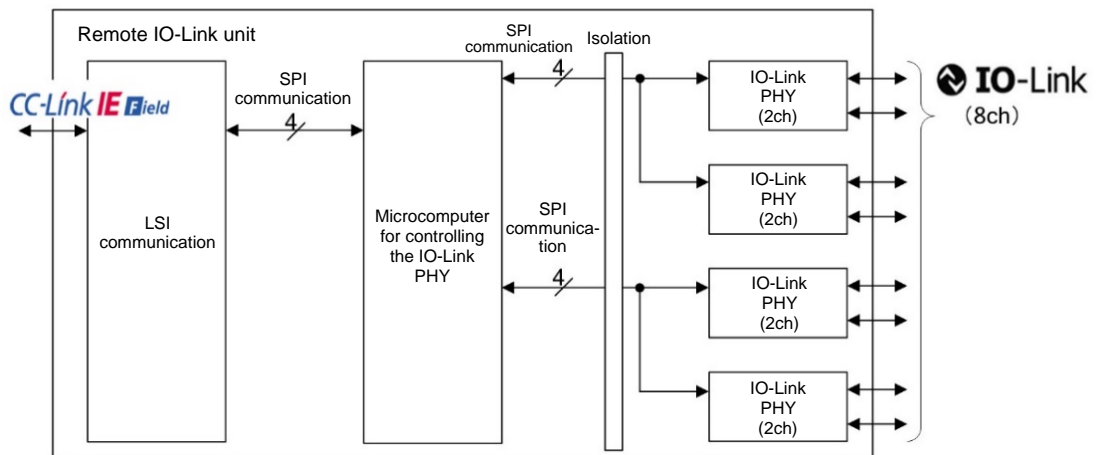 Remote IO-Link unit
CC-Link IE Field
LSI
communication
SPI
communication
4
Microcomputer
for controlling
the IO-Link
PHY
SPI
communication
4
SPI
communica-
tion
4
Isolation
IO-Link
PHY
(2ch)
IO-Link
PHY
(2ch)
IO-Link
PHY
(2ch)
IO-Link
PHY
(2ch)
IO-Link
(8ch)